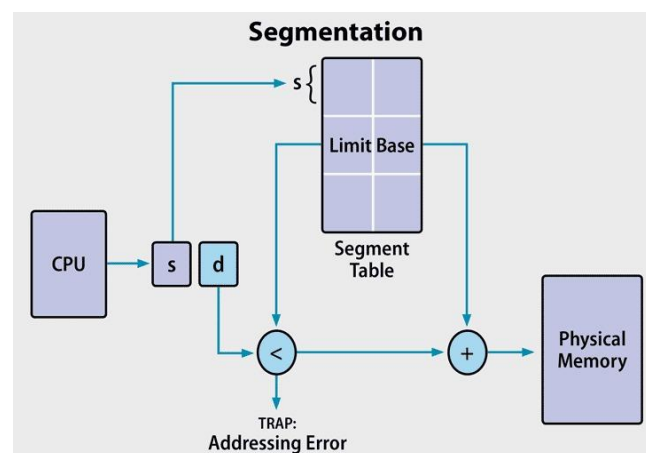 Segmentation
s {
Limit Base
Segment
Table
CPU
s
d
<
+
Physical
Memory
TRAP:
Addressing Error